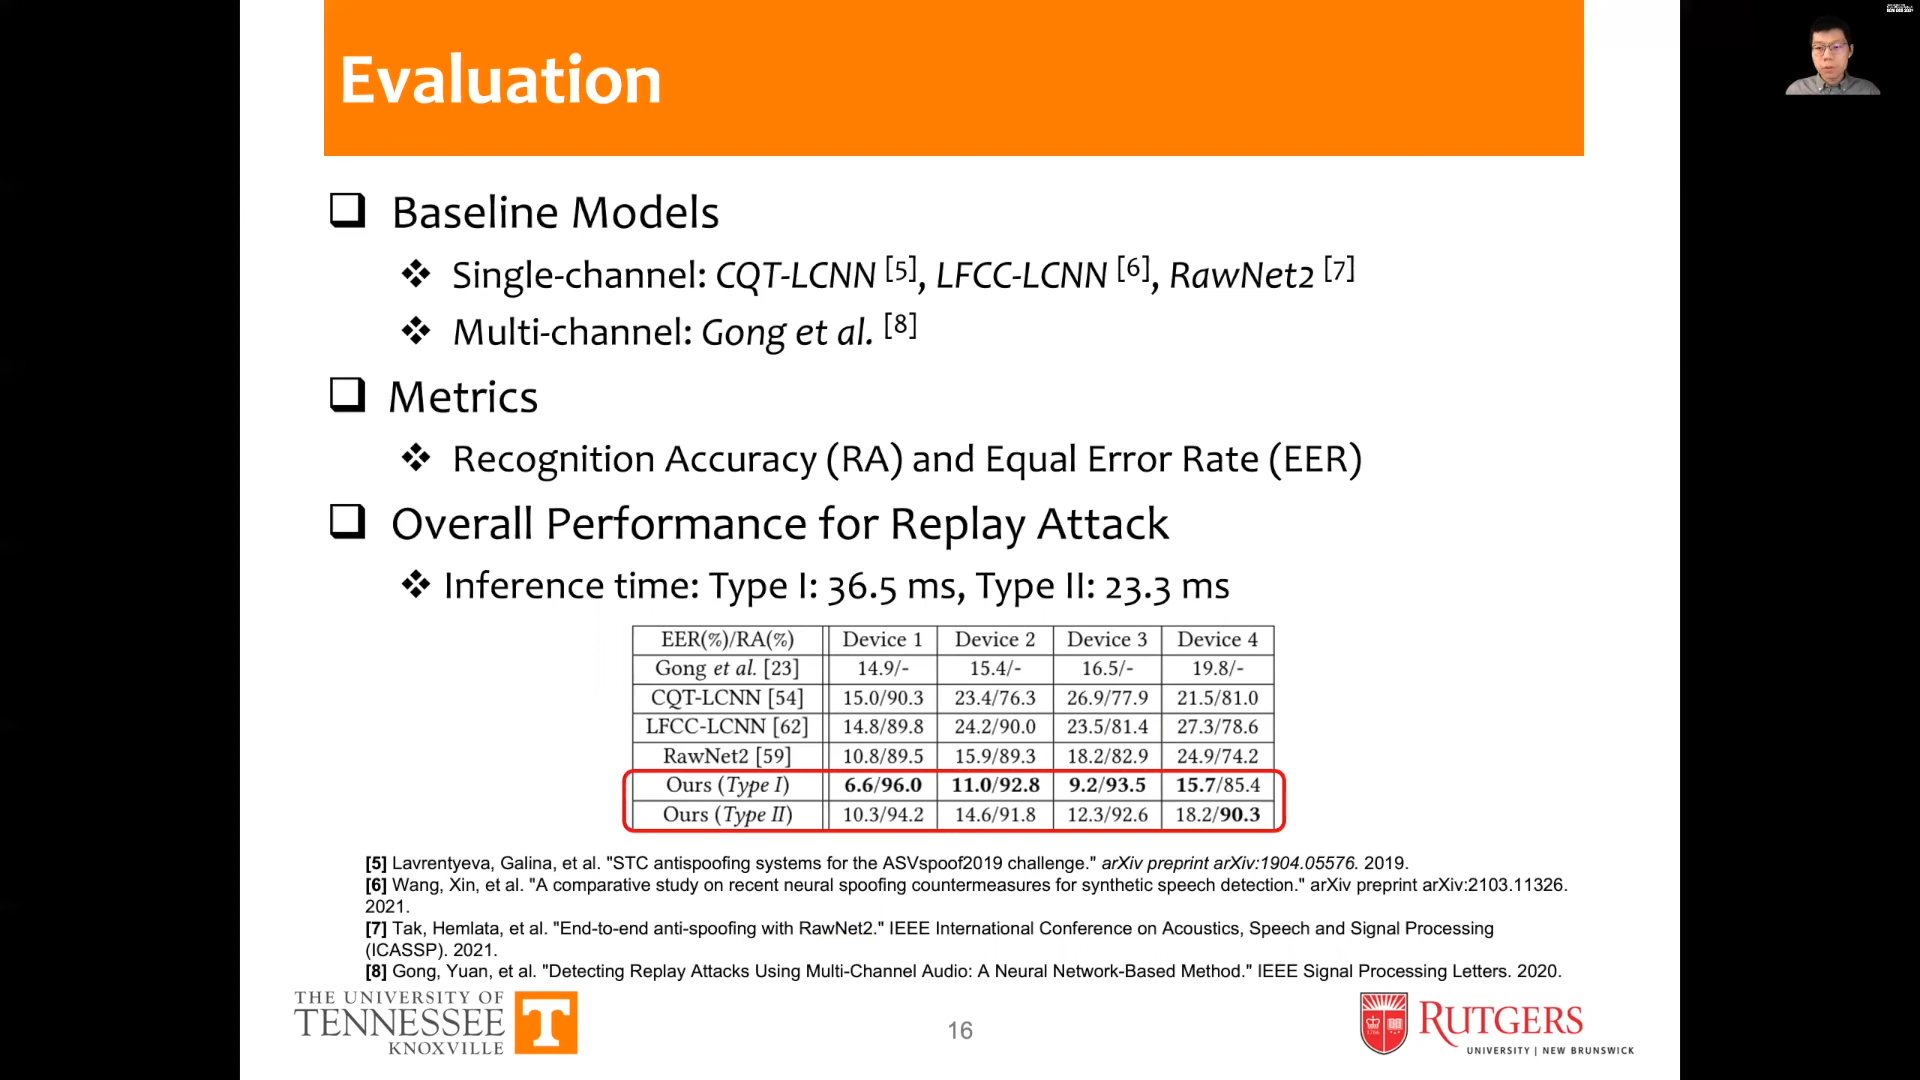 Evaluation
Baseline Models
Single-channel: CQT-LCNN [5], LFCC-LCNN [6], RawNet2 [7]
Multi-channel: Gong et al. [8]
Metrics
Recognition Accuracy (RA) and Equal Error Rate (EER)
Overall Performance for Replay Attack
Inference time: Type I: 36.5 ms, Type II: 23.3 ms
EER(%)/RA(%) Device 1 Device 2 Device 3 Device 4
Gong et al. [23] 14.9/- 15.4/- 16.5/- 19.8/-
CQT-LCNN [54] 15.0/90.3 23.4/76.3 26.9/77.9 21.5/81.0
LFCC-LCNN [62] 14.8/89.8 24.2/90.0 23.5/81.4 27.3/78.6
RawNet2 [59] 10.8/89.5 15.9/89.3 18.2/82.9 24.9/74.2
Ours (Type I) 6.6/96.0 11.0/92.8 9.2/93.5 15.7/85.4
Ours (Type II) 10.3/94.2 14.6/91.8 12.3/92.6 18.2/90.3
[5] Lavrentyeva, Galina, et al. "STC antispoofing systems for the ASVspoof2019 challenge." arXiv preprint arXiv:1904.05576. 2019.
[6] Wang, Xin, et al. "A comparative study on recent neural spoofing countermeasures for synthetic speech detection." arXiv preprint arXiv:2103.11326.
2021.
[7] Tak, Hemlata, et al. "End-to-end anti-spoofing with RawNet2." IEEE International Conference on Acoustics, Speech and Signal Processing
(ICASSP). 2021.
[8] Gong, Yuan, et al. "Detecting Replay Attacks Using Multi-Channel Audio: A Neural Network-Based Method." IEEE Signal Processing Letters. 2020.
THE UNIVERSITY OF
TENNESSEE
KNOXVILLE
T
16
RUTGERS
UNIVERSITY | NEW BRUNSWICK